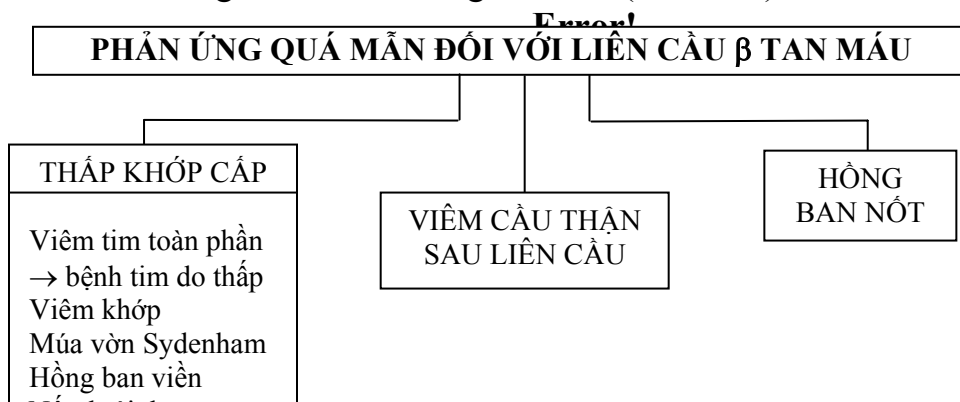 Error!
PHẢN ỨNG QUÁ MẪN ĐỐI VỚI LIÊN CẦU β TAN MÁU
THẤP KHỚP CẤP
Viêm tim toàn phần
→ bệnh tim do thấp
Viêm khớp
Múa vờn Sydenham
Hồng ban viền
VIÊM CẦU THẬN
SAU LIÊN CẦU
HỒNG
BAN NỐT